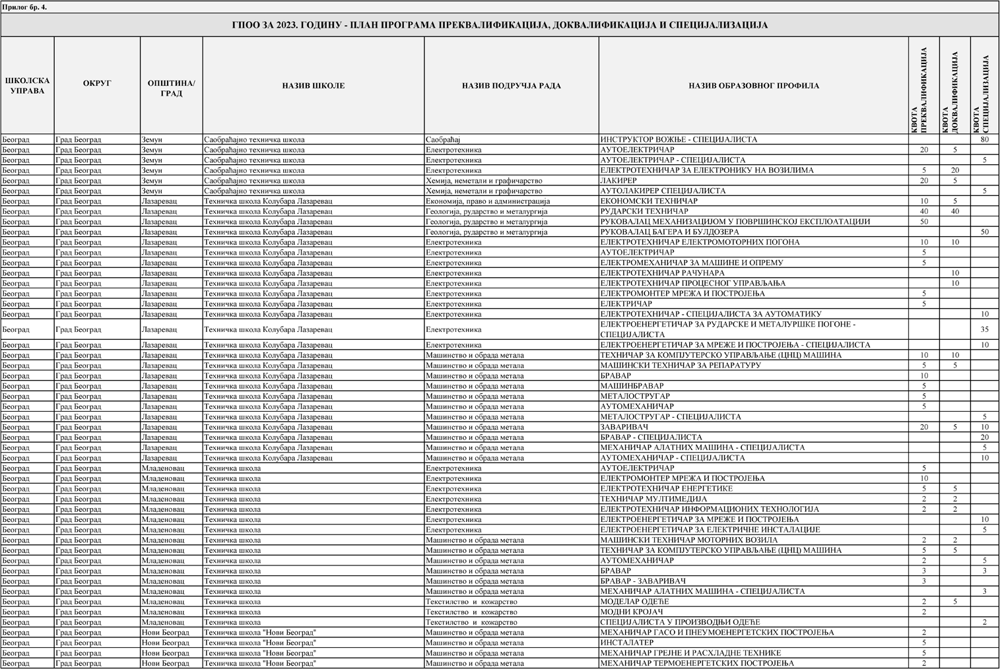 Прилог бр. 4.
ГПОО ЗА 2023. ГОДИНУ - ПЛАН ПРОГРАМА ПРЕКВАЛИФИКАЦИЈА, ДОКВАЛИФИКАЦИЈА И СПЕЦИЈАЛИЗАЦИЈА
ШКОЛСКА УПРАВА ОКРУГ ОПШТИНА/ ГРАД НАЗИВ ШКОЛЕ НАЗИВ ПОДРУЧЈА РАДА НАЗИВ ОБРАЗОВНОГ ПРОФИЛА КВОТА ПРЕКВАЛИФИКАЦИЈА КВОТА ДОКВАЛИФИКАЦИЈА КВОТА СПЕЦИЈАЛИЗАЦИЈА
Београд Град Београд Земун Саобраћајно техничка школа Саобраћај ИНСТРУКТОР ВОЖЊЕ - СПЕЦИЈАЛИСТА 80
Београд Град Београд Земун Саобраћајно техничка школа Електротехника АУТОЕЛЕКТРИЧАР 20 5
Београд Град Београд Земун Саобраћајно техничка школа Електротехника АУТОЕЛЕКТРИЧАР - СПЕЦИЈАЛИСТА 5
Београд Град Београд Земун Саобраћајно техничка школа Електротехника ЕЛЕКТРОТЕХНИЧАР ЗА ЕЛЕКТРОНИКУ НА ВОЗИЛИМА 5 20
Београд Град Београд Земун Саобраћајно техничка школа Хемија, неметали и графичарство ЛАКИРЕР 20 5
Београд Град Београд Земун Саобраћајно техничка школа Хемија, неметали и графичарство АУТОЛАКИРЕР СПЕЦИЈАЛИСТА 5
Београд Град Београд Лазаревац Техничка школа Колубара Лазаревац Економија, право и администрација ЕКОНОМСКИ ТЕХНИЧАР 10 5
Београд Град Београд Лазаревац Техничка школа Колубара Лазаревац Геологија, рударство и металургија РУДАРСКИ ТЕХНИЧАР 40 40
Београд Град Београд Лазаревац Техничка школа Колубара Лазаревац Геологија, рударство и металургија РУКОВАЛАЦ МЕХАНИЗАЦИЈОМ У ПОВРШИНСКОЈ ЕКСПЛОАТАЦИЈИ 50
Београд Град Београд Лазаревац Техничка школа Колубара Лазаревац Геологија, рударство и металургија РУКОВАЛАЦ БАГЕРА И БУЛДОЗЕРА 50
Београд Град Београд Лазаревац Техничка школа Колубара Лазаревац Електротехника ЕЛЕКТРОТЕХНИЧАР ЕЛЕКТРОМОТОРНИХ ПОГОНА 10 10
Београд Град Београд Лазаревац Техничка школа Колубара Лазаревац Електротехника АУТОЕЛЕКТРИЧАР 5
Београд Град Београд Лазаревац Техничка школа Колубара Лазаревац Електротехника ЕЛЕКТРОМЕХАНИЧАР ЗА МАШИНЕ И ОПРЕМУ 5
Београд Град Београд Лазаревац Техничка школа Колубара Лазаревац Електротехника ЕЛЕКТРОТЕХНИЧАР РАЧУНАРА 10
Београд Град Београд Лазаревац Техничка школа Колубара Лазаревац Електротехника ЕЛЕКТРОТЕХНИЧАР ПРОЦЕСНОГ УПРАВЉАЊА 10
Београд Град Београд Лазаревац Техничка школа Колубара Лазаревац Електротехника ЕЛЕКТРОМОНТЕР МРЕЖА И ПОСТРОЈЕЊА 5
Београд Град Београд Лазаревац Техничка школа Колубара Лазаревац Електротехника ЕЛЕКТРИЧАР 5
Београд Град Београд Лазаревац Техничка школа Колубара Лазаревац Електротехника ЕЛЕКТРОТЕХНИЧАР - СПЕЦИЈАЛИСТА ЗА АУТОМАТИКУ 10
Београд Град Београд Лазаревац Техничка школа Колубара Лазаревац Електротехника ЕЛЕКТРОЕНЕРГЕТИЧАР ЗА РУДАРСКЕ И МЕТАЛУРШКЕ ПОГОНЕ - СПЕЦИЈАЛИСТА 35
Београд Град Београд Лазаревац Техничка школа Колубара Лазаревац Електротехника ЕЛЕКТРОЕНЕРГЕТИЧАР ЗА МРЕЖЕ И ПОСТРОЈЕЊА - СПЕЦИЈАЛИСТА 10
Београд Град Београд Лазаревац Техничка школа Колубара Лазаревац Машинство и обрада метала ТЕХНИЧАР ЗА КОМПЈУТЕРСКО УПРАВЉАЊЕ (ЦНЦ) МАШИНА 10 10
Београд Град Београд Лазаревац Техничка школа Колубара Лазаревац Машинство и обрада метала МАШИНСКИ ТЕХНИЧАР ЗА РЕПАРАТУРУ 5 5
Београд Град Београд Лазаревац Техничка школа Колубара Лазаревац Машинство и обрада метала БРАВАР 10
Београд Град Београд Лазаревац Техничка школа Колубара Лазаревац Машинство и обрада метала МАШИНБРАВАР 5
Београд Град Београд Лазаревац Техничка школа Колубара Лазаревац Машинство и обрада метала МЕТАЛОСТРУГАР 5
Београд Град Београд Лазаревац Техничка школа Колубара Лазаревац Машинство и обрада метала АУТОМЕХАНИЧАР 5
Београд Град Београд Лазаревац Техничка школа Колубара Лазаревац Машинство и обрада метала МЕТАЛОСТРУГАР - СПЕЦИЈАЛИСТА 5
Београд Град Београд Лазаревац Техничка школа Колубара Лазаревац Машинство и обрада метала ЗАВАРИВАЧ 20 5 10
Београд Град Београд Лазаревац Техничка школа Колубара Лазаревац Машинство и обрада метала БРАВАР - СПЕЦИЈАЛИСТА 20
Београд Град Београд Лазаревац Техничка школа Колубара Лазаревац Машинство и обрада метала МЕХАНИЧАР АЛАТНИХ МАШИНА - СПЕЦИЈАЛИСТА 5
Београд Град Београд Лазаревац Техничка школа Колубара Лазаревац Машинство и обрада метала АУТОМЕХАНИЧАР - СПЕЦИЈАЛИСТА 10
Београд Град Београд Младеновац Техничка школа Електротехника АУТОЕЛЕКТРИЧАР 5
Београд Град Београд Младеновац Техничка школа Електротехника ЕЛЕКТРОМОНТЕР МРЕЖА И ПОСТРОЈЕЊА 10
Београд Град Београд Младеновац Техничка школа Електротехника ЕЛЕКТРОТЕХНИЧАР ЕНЕРГЕТИКЕ 5 5
Београд Град Београд Младеновац Техничка школа Електротехника ТЕХНИЧАР МУЛТИМЕДИЈА 2 2
Београд Град Београд Младеновац Техничка школа Електротехника ЕЛЕКТРОТЕХНИЧАР ИНФОРМАЦИОНИХ ТЕХНОЛОГИЈА 2 2
Београд Град Београд Младеновац Техничка школа Електротехника ЕЛЕКТРОЕНЕРГЕТИЧАР ЗА МРЕЖЕ И ПОСТРОЈЕЊА 10
Београд Град Београд Младеновац Техничка школа Електротехника ЕЛЕКТРОЕНЕРГЕТИЧАР ЗА ЕЛЕКТРИЧНЕ ИНСТАЛАЦИЈЕ 5
Београд Град Београд Младеновац Техничка школа Машинство и обрада метала МАШИНСКИ ТЕХНИЧАР МОТОРНИХ ВОЗИЛА 2 2
Београд Град Београд Младеновац Техничка школа Машинство и обрада метала ТЕХНИЧАР ЗА КОМПЈУТЕРСКО УПРАВЉАЊЕ (ЦНЦ) МАШИНА 5 5
Београд Град Београд Младеновац Техничка школа Машинство и обрада метала АУТОМЕХАНИЧАР 2 5
Београд Град Београд Младеновац Техничка школа Машинство и обрада метала БРАВАР 3 3
Београд Град Београд Младеновац Техничка школа Машинство и обрада метала БРАВАР - ЗАВАРИВАЧ 3
Београд Град Београд Младеновац Техничка школа Машинство и обрада метала МЕХАНИЧАР АЛАТНИХ МАШИНА - СПЕЦИЈАЛИСТА 3
Београд Град Београд Младеновац Техничка школа Текстилство и кожарство МОДЕЛАР ОДЕЋЕ 2 5
Београд Град Београд Младеновац Техничка школа Текстилство и кожарство МОДНИ КРОЈАЧ 2
Београд Град Београд Младеновац Техничка школа Текстилство и кожарство СПЕЦИЈАЛИСТА У ПРОИЗВОДЊИ ОДЕЋЕ 2
Београд Град Београд Нови Београд Техничка школа "Нови Београд" Машинство и обрада метала МЕХАНИЧАР ГАСО И ПНЕУМОЕНЕРГЕТСКИХ ПОСТРОЈЕЊА 2
Београд Град Београд Нови Београд Техничка школа "Нови Београд" Машинство и обрада метала ИНСТАЛАТЕР 5
Београд Град Београд Нови Београд Техничка школа "Нови Београд" Машинство и обрада метала МЕХАНИЧАР ГРЕЈНЕ И РАСХЛАДНЕ ТЕХНИКЕ 5
Београд Град Београд Нови Београд Техничка школа "Нови Београд" Машинство и обрада метала МЕХАНИЧАР ТЕРМОЕНЕРГЕТСКИХ ПОСТРОЈЕЊА 2